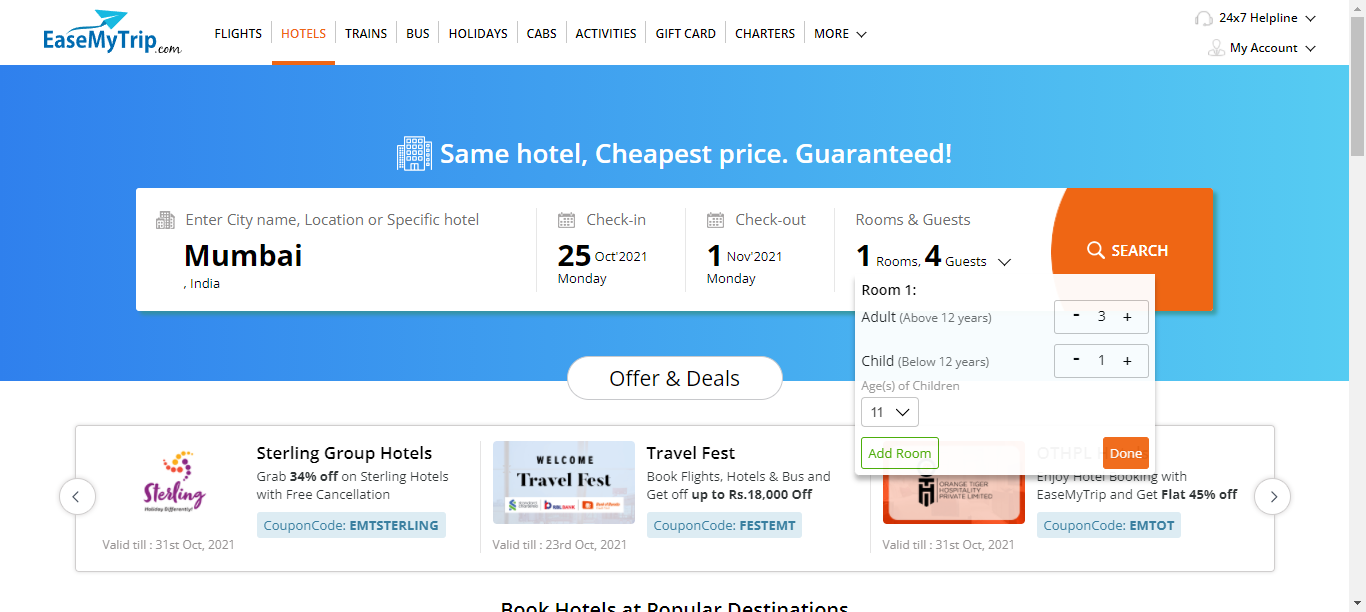 EaseMyTrip.com
FLIGHTS HOTELS TRAINS BUS HOLIDAYS CABS ACTIVITIES GIFT CARD CHARTERS MORE
24x7 Helpline
My Account
Same hotel, Cheapest price. Guaranteed!
Enter City name, Location or Specific hotel
Mumbai
, India
Check-in
25 Oct'2021
Monday
Check-out
1 Nov'2021
Monday
Rooms & Guests
1 Rooms, 4 Guests
SEARCH
Room 1:
Adult (Above 12 years) - 3 +
Child (Below 12 years) - 1 +
Age(s) of Children
11
Add Room Done
Offer & Deals
Sterling
Holiday Differently!
Sterling Group Hotels
Grab 34% off on Sterling Hotels
with Free Cancellation
CouponCode: EMTSTERLING
Valid till : 31st Oct, 2021
WELCOME
Travel Fest
Travel Fest
Book Flights, Hotels & Bus and
Get off up to Rs.18,000 Off
CouponCode: FESTEMT
Valid till : 23rd Oct, 2021
ORANGE TIGER
HOSPITALITY
PRIVATE LIMITED
OTHPL
Enjoy Hotel Booking with
EaseMyTrip and Get Flat 45% off
CouponCode: EMTOT
Valid till : 31st Oct, 2021
Book Hotels at Popular Destinations